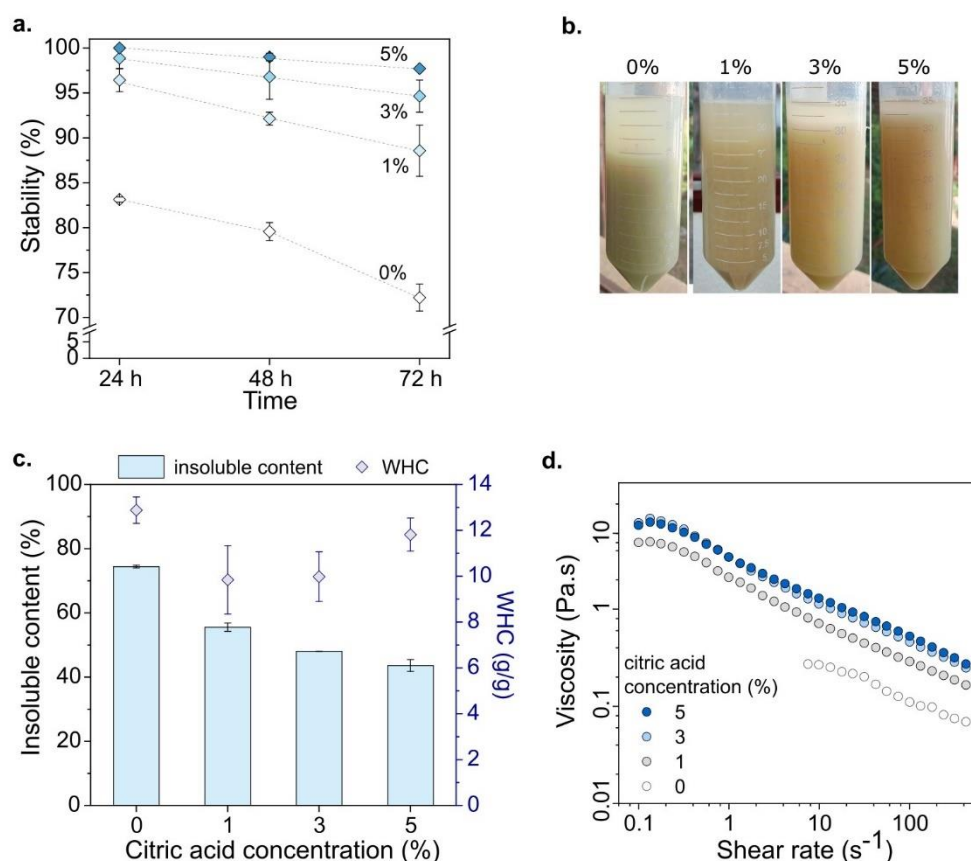 a.
Stability (%)
100
95
90
85
80
75
70
5
0
5%
3%
1%
0%
24 h 48 h 72 h
Time
b.
0% 1% 3% 5%
c.
insoluble content WHC
Insoluble content (%)
100
80
60
40
20
0
14
12
10
8
6
4
2
0
WHC (g/g)
0 1 3 5
Citric acid concentration (%)
d.
Viscosity (Pa.s)
10
1
0.1
0.01
citric acid
concentration (%)
5
3
1
0
0.1 1 10 100
Shear rate (s⁻¹)